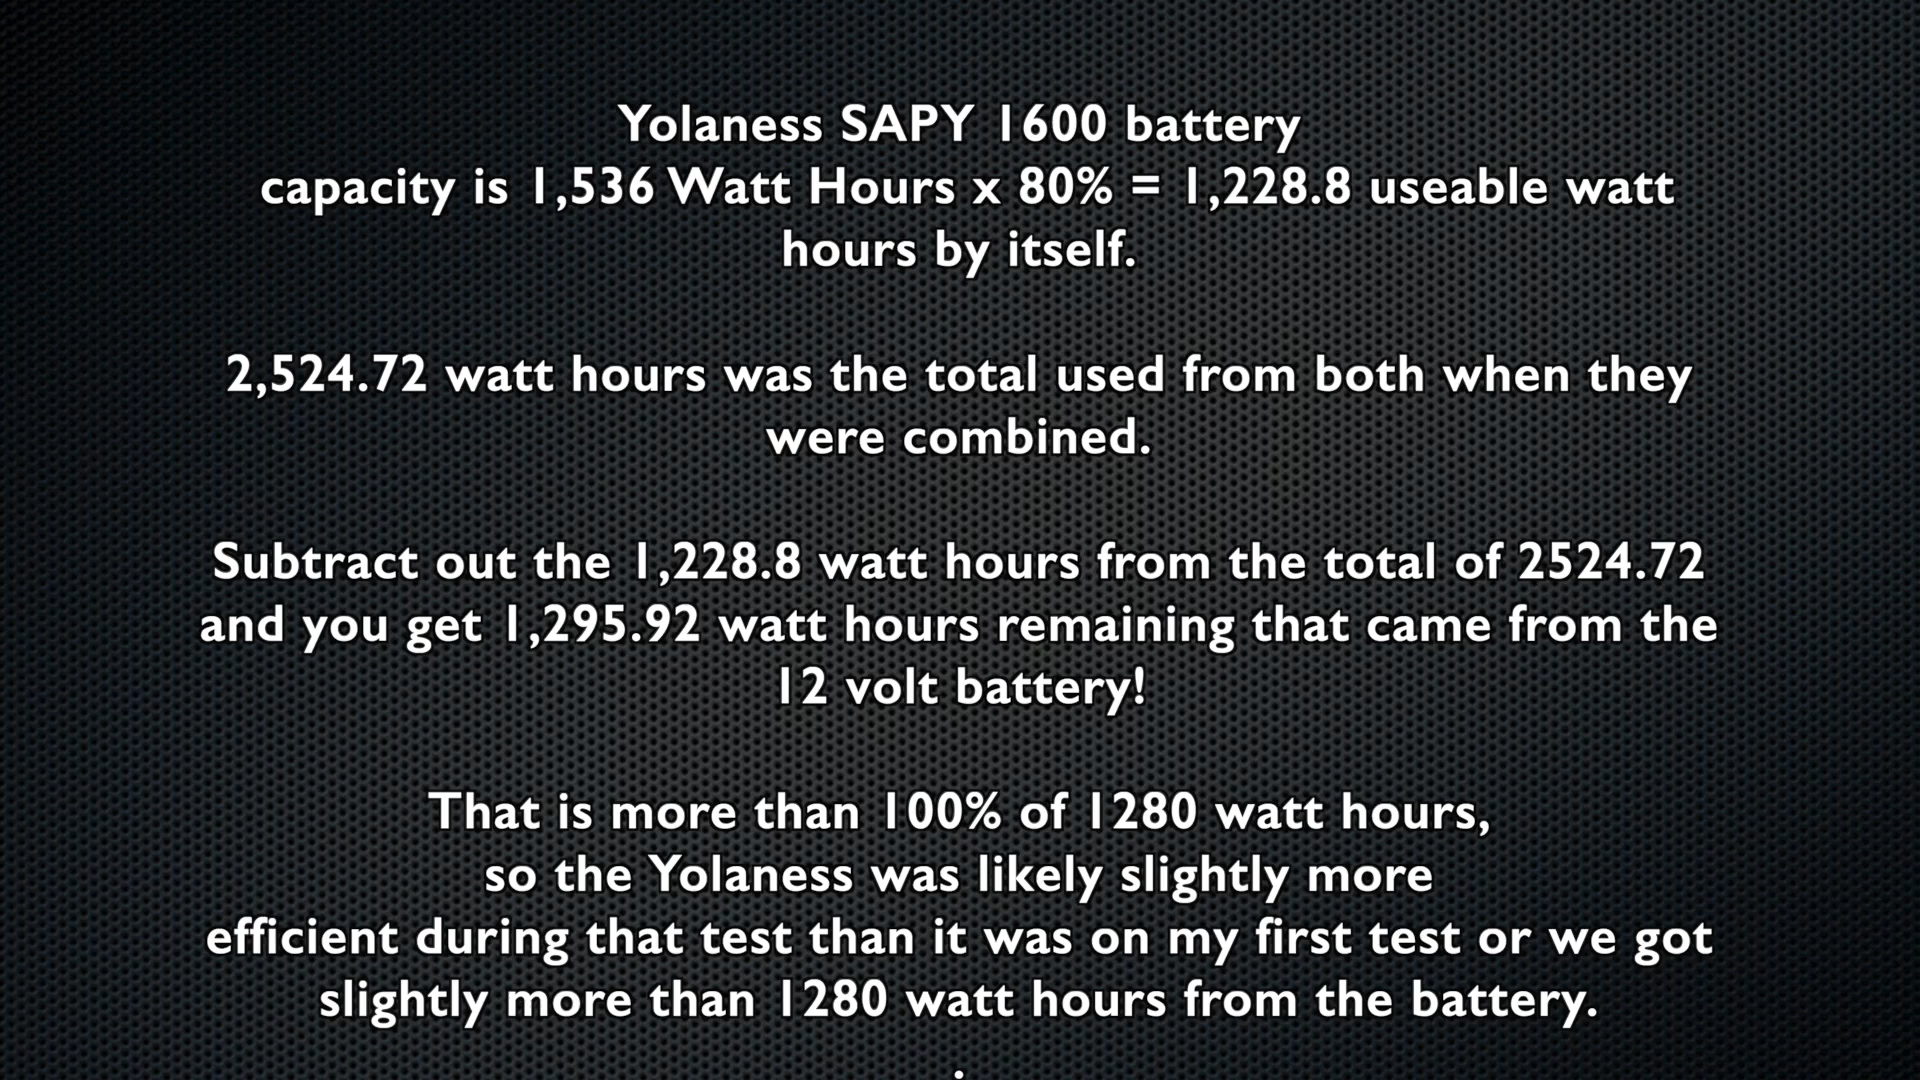 Yolaness SAPY 1600 battery
capacity is 1,536 Watt Hours x 80% = 1,228.8 useable watt
hours by itself.
2,524.72 watt hours was the total used from both when they
were combined.
Subtract out the 1,228.8 watt hours from the total of 2524.72
and you get 1,295.92 watt hours remaining that came from the
12 volt battery!
That is more than 100% of 1280 watt hours,
so the Yolaness was likely slightly more
efficient during that test than it was on my first test or we got
slightly more than 1280 watt hours from the battery.
.